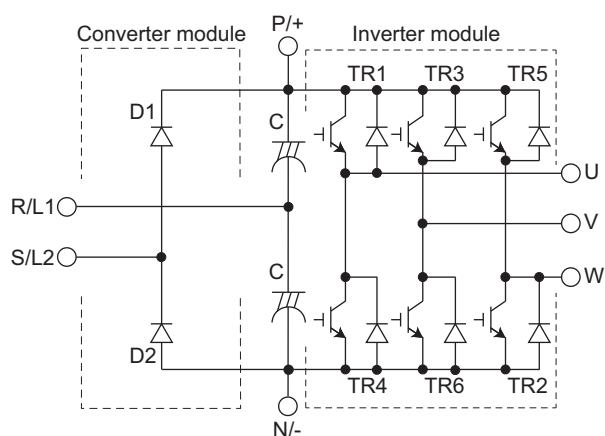 Converter module
P/+
Inverter module
TR1
TR3
TR5
D1
C
U
R/L1
V
S/L2
C
W
D2
TR4
TR6
TR2
N/-